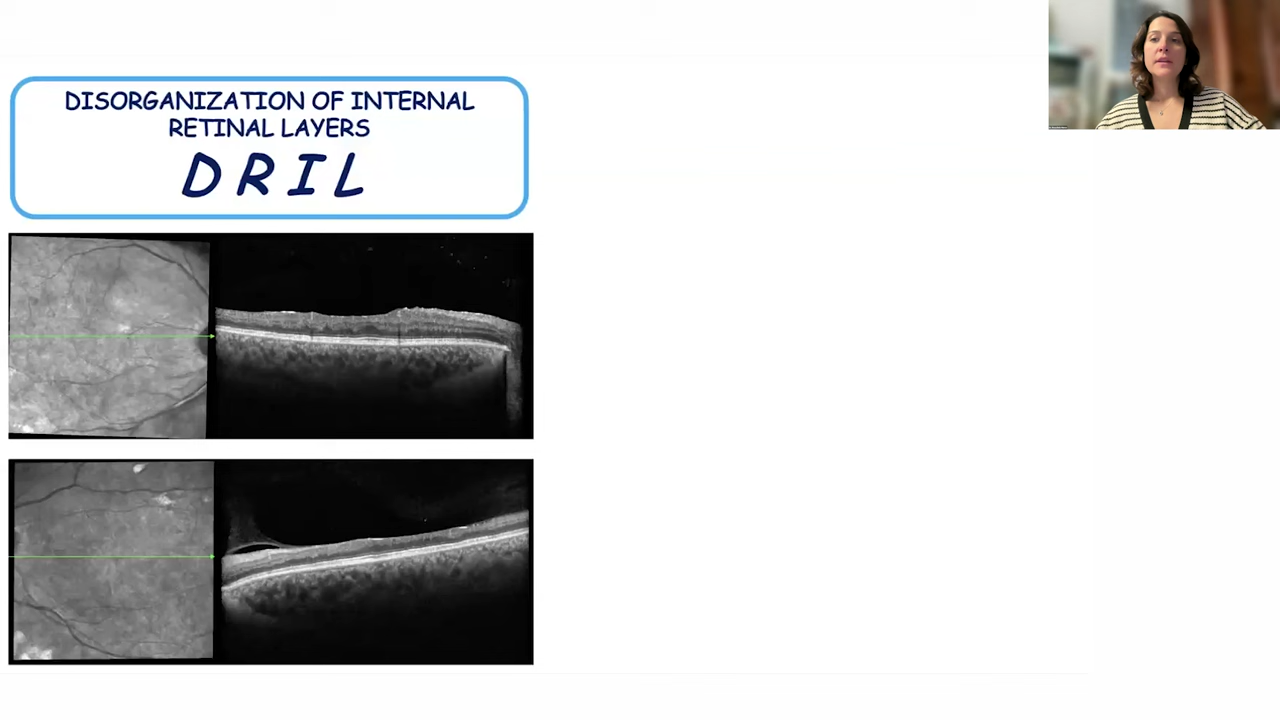 DISORGANIZATION OF INTERNAL
RETINAL LAYERS
DRIL